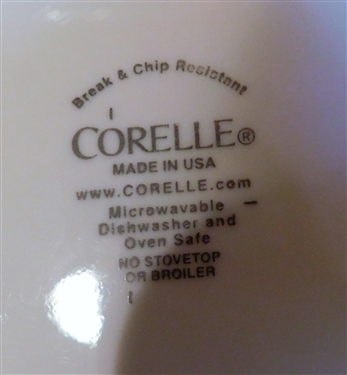 Break & Chip Resistant
CORELLE®
MADE IN USA
www.CORELLE.com
Microwavable
Dishwasher and
Oven Safe
NO STOVETOP
OR BROILER